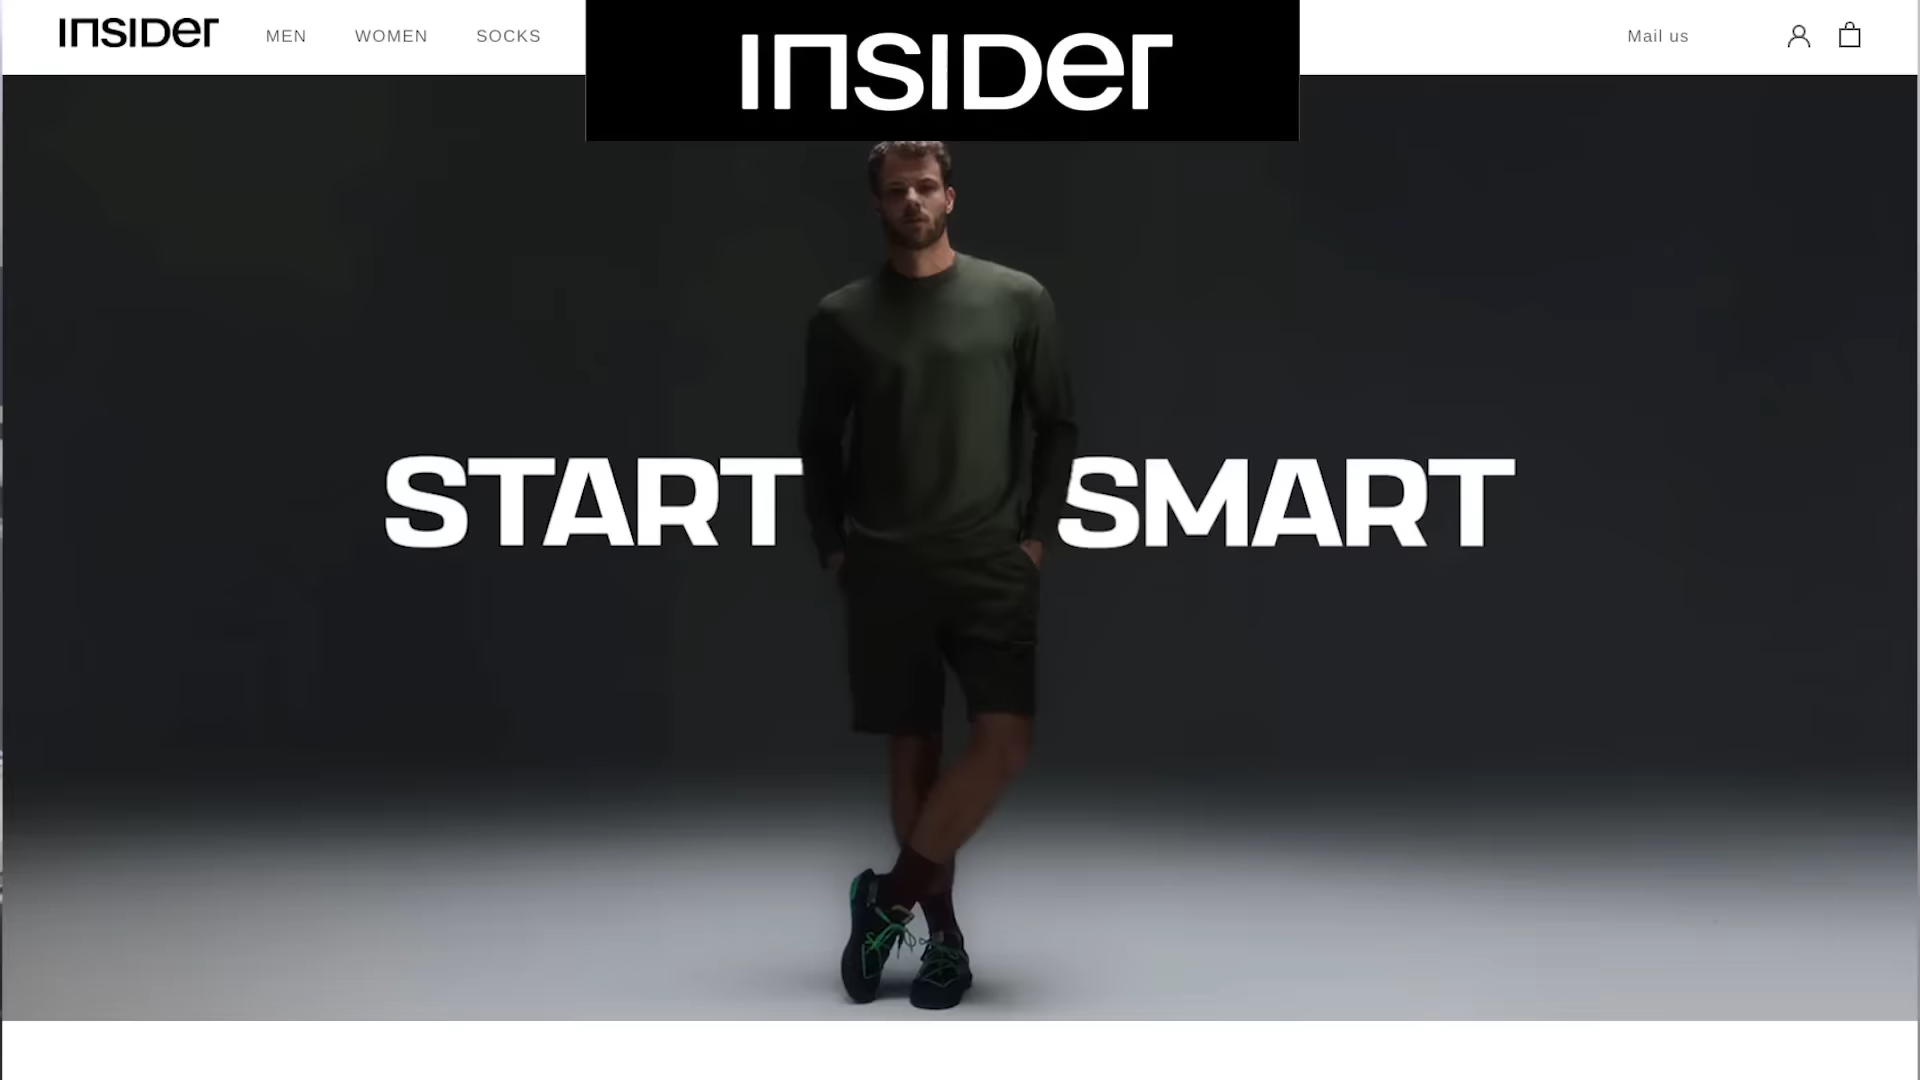 INSIDER
MEN WOMEN SOCKS
INSIDER
Mail us
START SMART